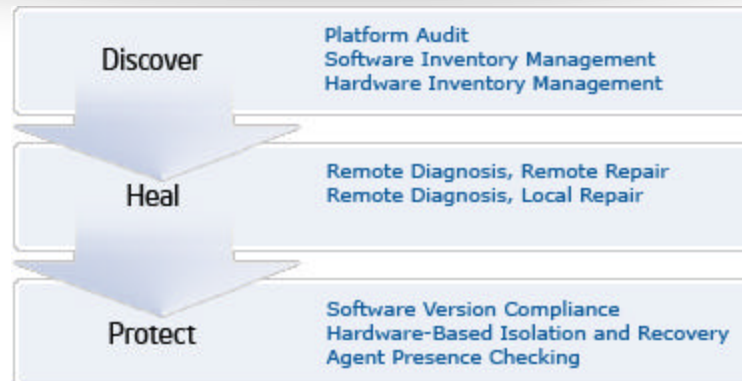 Discover
Platform Audit
Software Inventory Management
Hardware Inventory Management
Heal
Remote Diagnosis, Remote Repair
Remote Diagnosis, Local Repair
Protect
Software Version Compliance
Hardware-Based Isolation and Recovery
Agent Presence Checking